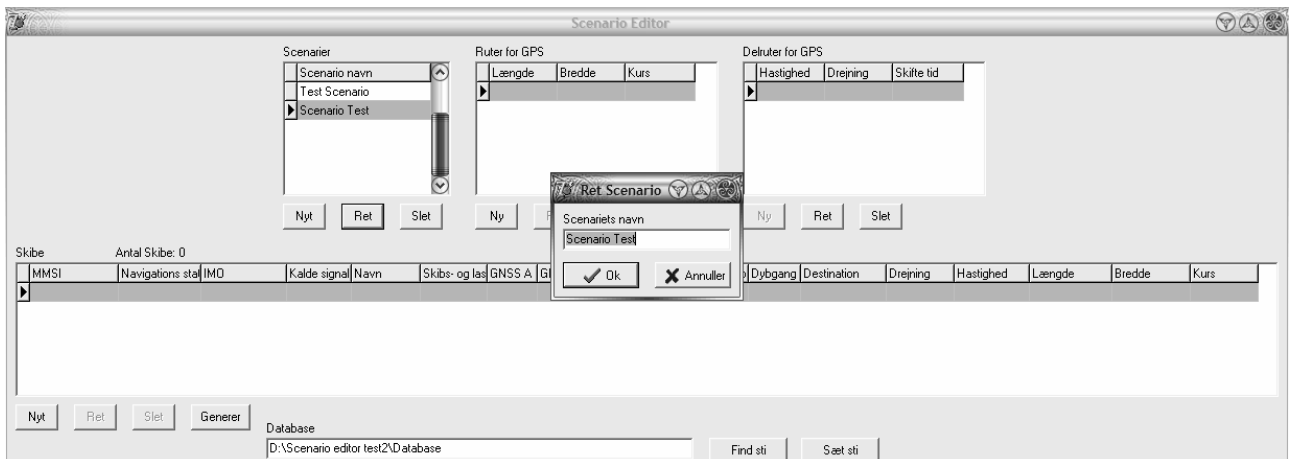 Scenario Editor
Scenarier
Scenario navn
Test Scenario
Scenario Test
Nyt Ret Slet
Ruter for GPS
Længde Bredde Kurs
Ny
Delruter for GPS
Hastighed Drejning Skifte tid
Ny Ret Slet
Ret Scenario
Scenariets navn
Scenario Test
Ok Annuller
Skibe Antal Skibe: 0
MMSI Navigations stat IMO Kalde signal Navn Skibs- og las GNSS A Dybgang Destination Drejning Hastighed Længde Bredde Kurs
Nyt Ret Slet Generer
Database
D:\Scenario editor test2\Database Find sti Sæt sti